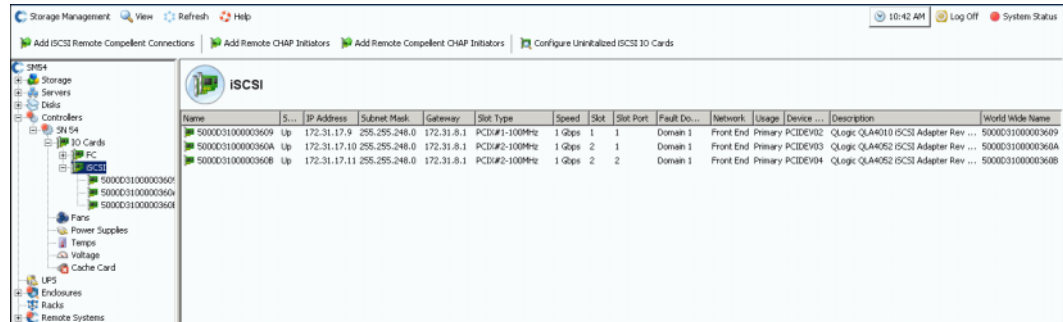 Storage Management View Refresh Help 10:42 AM Log Off System Status
Add iSCSI Remote Compellent Connections Add Remote CHAP Initiators Add Remote Compellent CHAP Initiators Configure Uninitalized iSCSI IO Cards
SM54
Storage
Servers
Disks
Controllers
SN 54
IO Cards
FC
iSCSI
5000D3100000360
5000D3100000360
5000D3100000360
Fans
Power Supplies
Temps
Voltage
Cache Card
UPS
Enclosures
Racks
Remote Systems
iSCSI
Name S... IP Address Subnet Mask Gateway Slot Type Speed Slot Slot Port Fault Do... Network Usage Device ... Description World Wide Name
5000D31000003609 Up 172.31.17.9 255.255.248.0 172.31.8.1 PCIX#1-100MHz 1 Gbps 1 1 Domain 1 Front End Primary PCIDEV02 QLogic QLA4010 iSCSI Adapter Rev ... 5000D31000003609
5000D3100000360A Up 172.31.17.10 255.255.248.0 172.31.8.1 PCIX#2-100MHz 1 Gbps 2 1 Domain 1 Front End Primary PCIDEV03 QLogic QLA4052 iSCSI Adapter Rev ... 5000D3100000360A
5000D3100000360B Up 172.31.17.11 255.255.248.0 172.31.8.1 PCIX#2-100MHz 1 Gbps 2 2 Domain 1 Front End Primary PCIDEV04 QLogic QLA4052 iSCSI Adapter Rev ... 5000D3100000360B